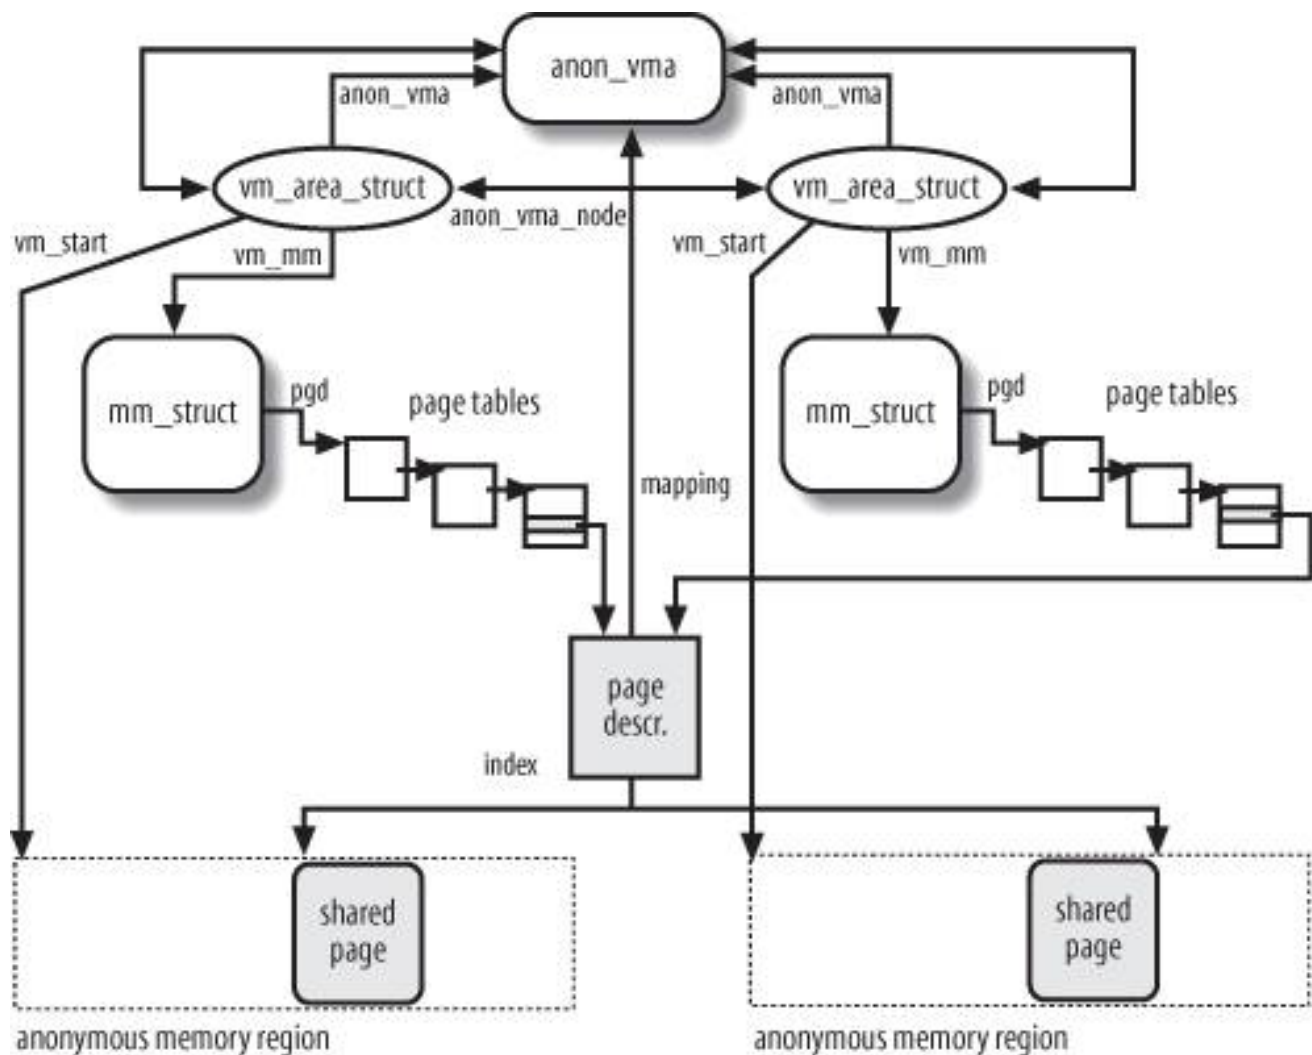 anon_vma
anon_vma
anon_vma
vm_area_struct
vm_area_struct
anon_vma_node
vm_start
vm_mm
vm_start
vm_mm
mm_struct
pgd
page tables
mm_struct
pgd
page tables
mapping
page
descr.
index
shared
page
shared
page
anonymous memory region
anonymous memory region